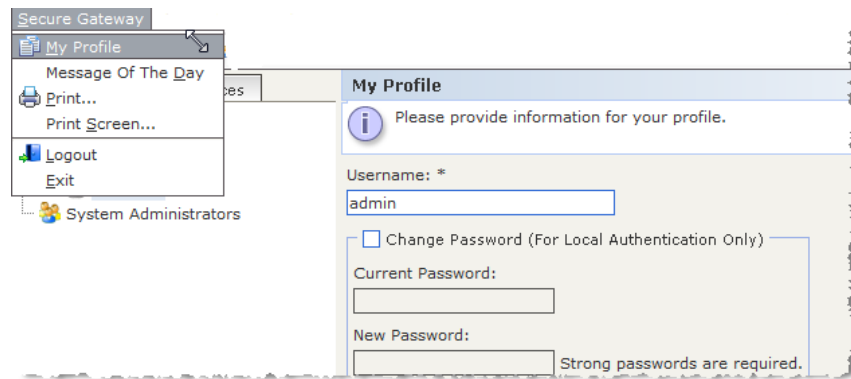 Secure Gateway
My Profile
Message Of The Day
Print...
Print Screen...
Logout
Exit
System Administrators
My Profile
Please provide information for your profile.
Username: *
admin
Change Password (For Local Authentication Only)
Current Password:
New Password:
Strong passwords are required.